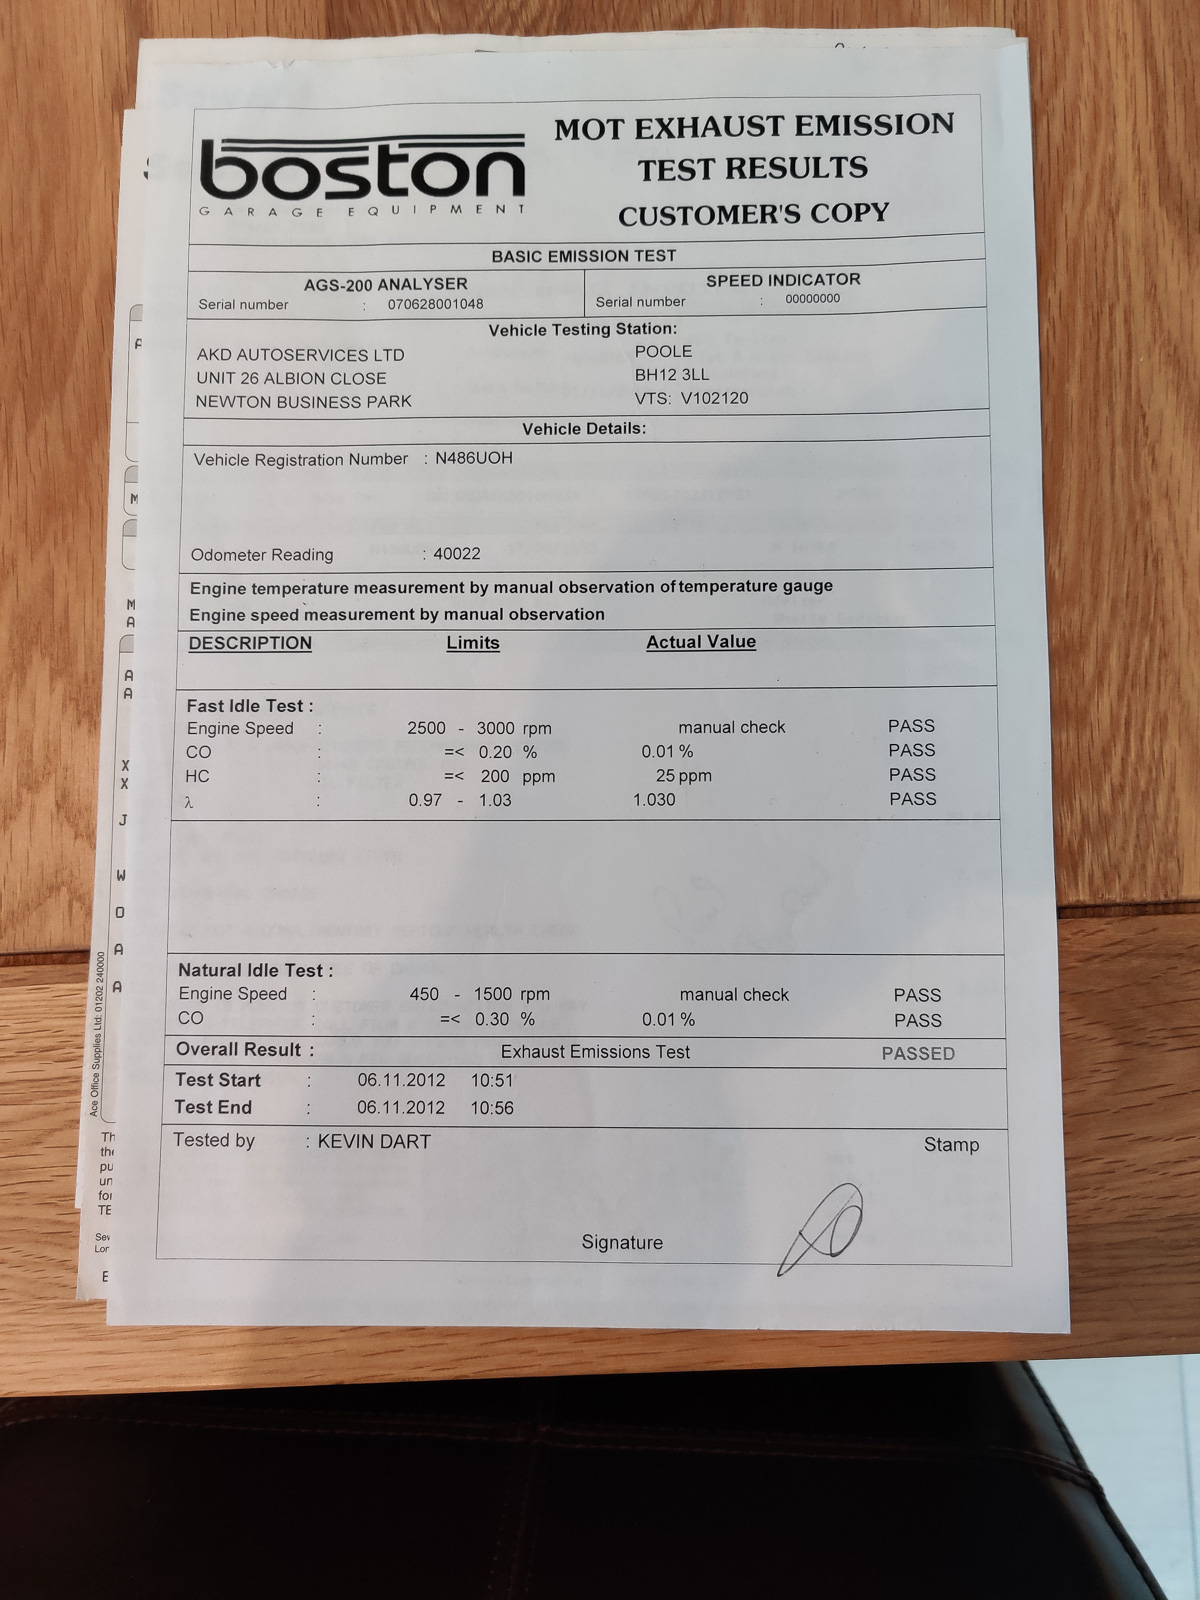 boston
GARAGE EQUIPMENT
MOT EXHAUST EMISSION
TEST RESULTS
CUSTOMER'S COPY
BASIC EMISSION TEST
AGS-200 ANALYSER
Serial number : 070628001048
SPEED INDICATOR
Serial number : 00000000
Vehicle Testing Station:
AKD AUTOSERVICES LTD POOLE
UNIT 26 ALBION CLOSE BH12 3LL
NEWTON BUSINESS PARK VTS: V102120
Vehicle Details:
Vehicle Registration Number : N486UOH
Odometer Reading : 40022
Engine temperature measurement by manual observation of temperature gauge
Engine speed measurement by manual observation
DESCRIPTION Limits Actual Value
Fast Idle Test :
Engine Speed : 2500 - 3000 rpm manual check PASS
CO : =< 0.20 % 0.01 % PASS
HC : =< 200 ppm 25 ppm PASS
λ : 0.97 - 1.03 1.030 PASS
Natural Idle Test :
Engine Speed : 450 - 1500 rpm manual check PASS
CO : =< 0.30 % 0.01 % PASS
Overall Result : Exhaust Emissions Test PASSED
Test Start : 06.11.2012 10:51
Test End : 06.11.2012 10:56
Tested by : KEVIN DART Stamp
Signature
Ace Office Supplies Ltd: 01202 240000